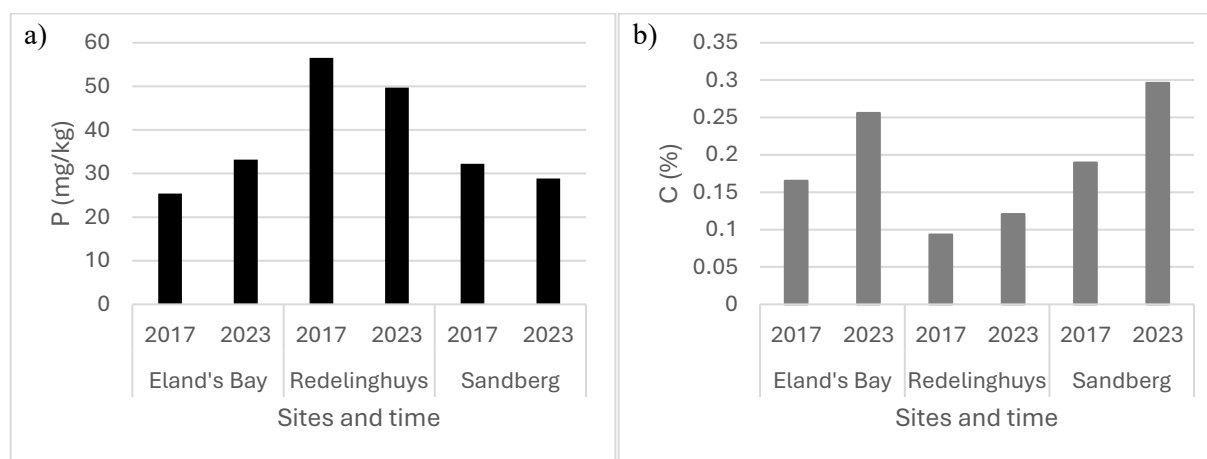 a)
P (mg/kg)
60
50
40
30
20
10
0
2017 2023 2017 2023 2017 2023
Eland's Bay Redelinghuys Sandberg
Sites and time
b)
C (%)
0.35
0.3
0.25
0.2
0.15
0.1
0.05
0
2017 2023 2017 2023 2017 2023
Eland's Bay Redelinghuys Sandberg
Sites and time